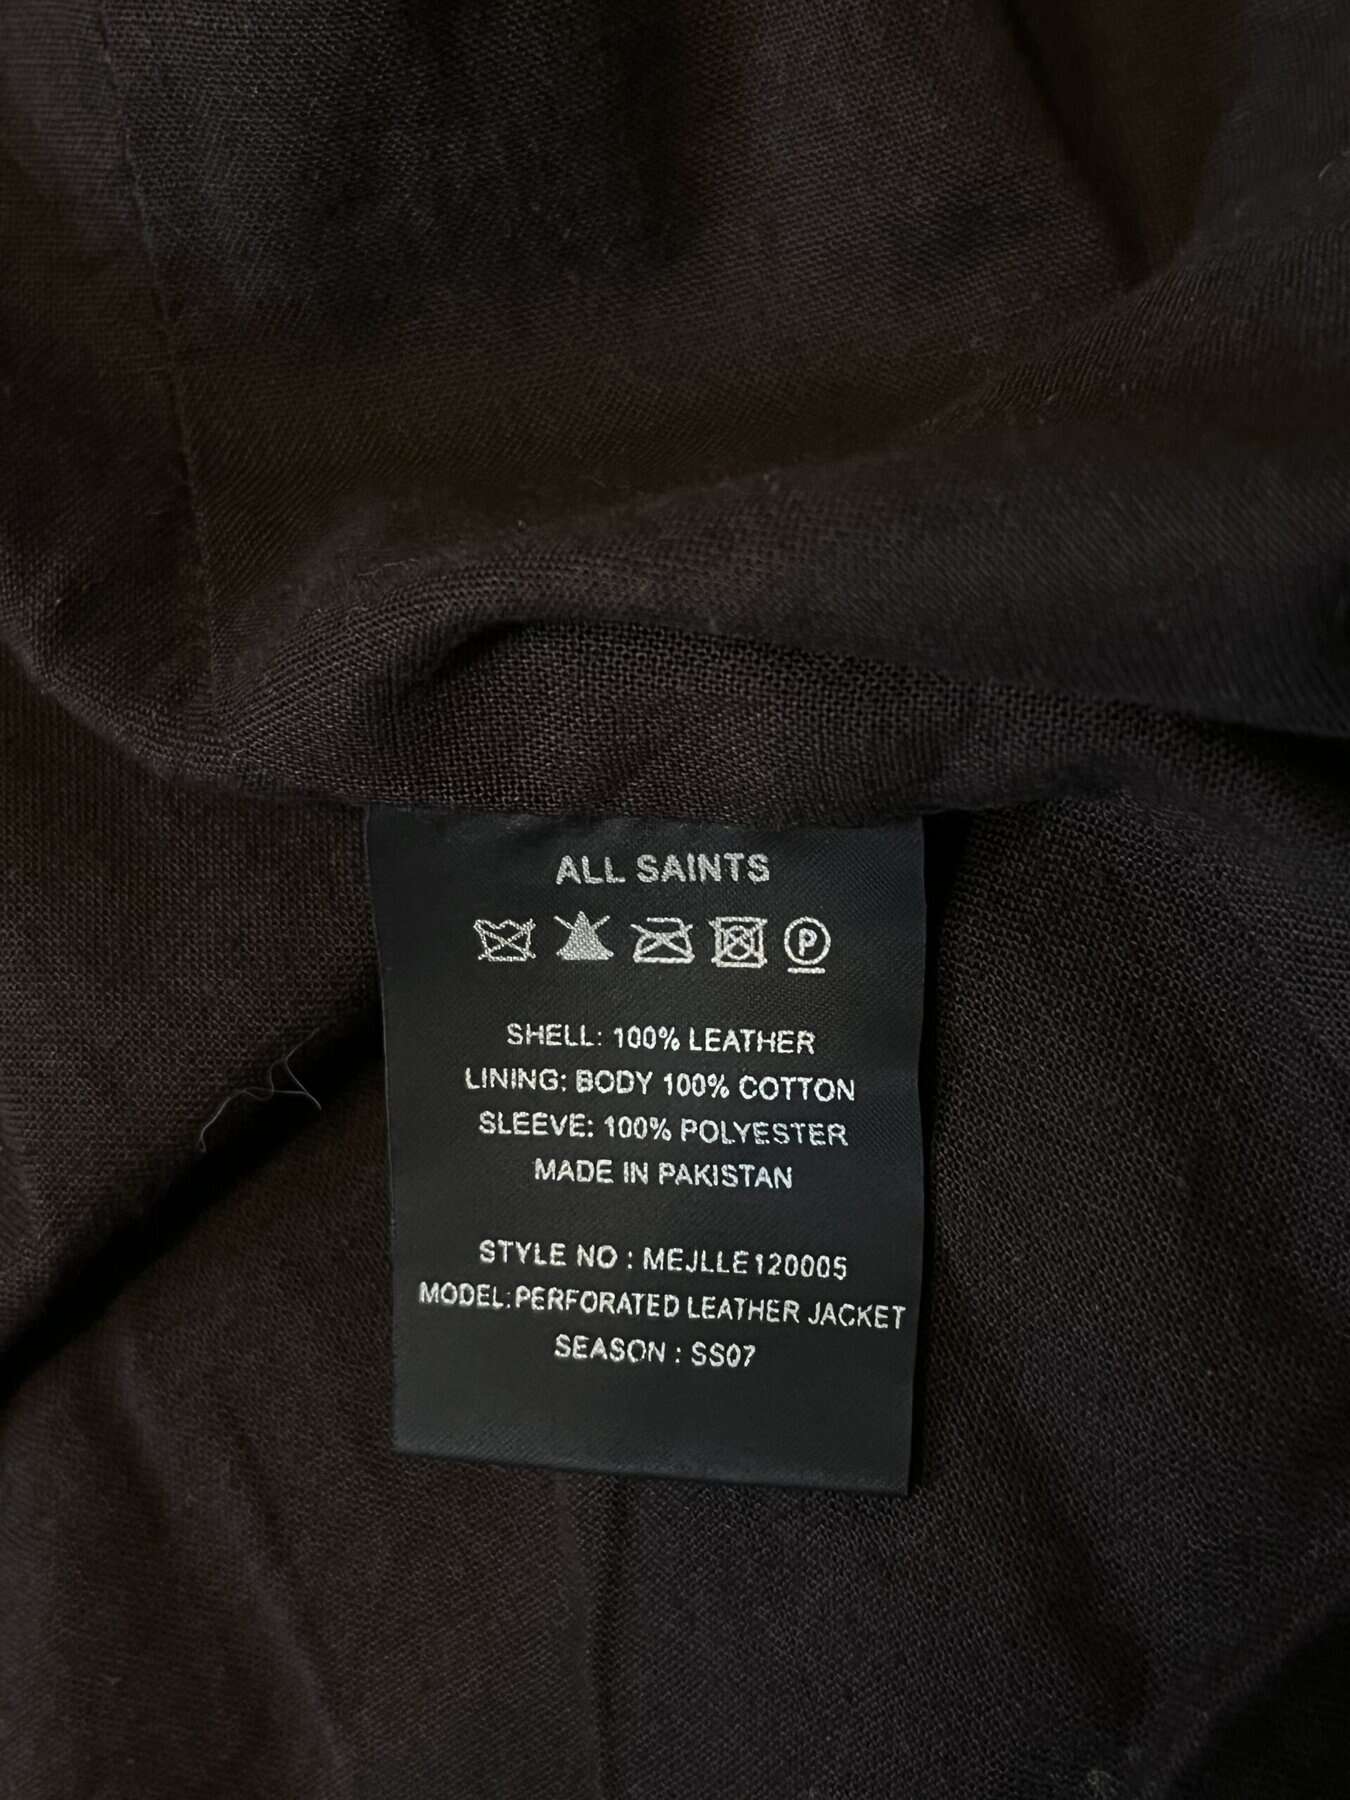 ALL SAINTS
P
SHELL: 100% LEATHER
LINING: BODY 100% COTTON
SLEEVE: 100% POLYESTER
MADE IN PAKISTAN
STYLE NO : MEJLLE120005
MODEL:PERFORATED LEATHER JACKET
SEASON : SS07